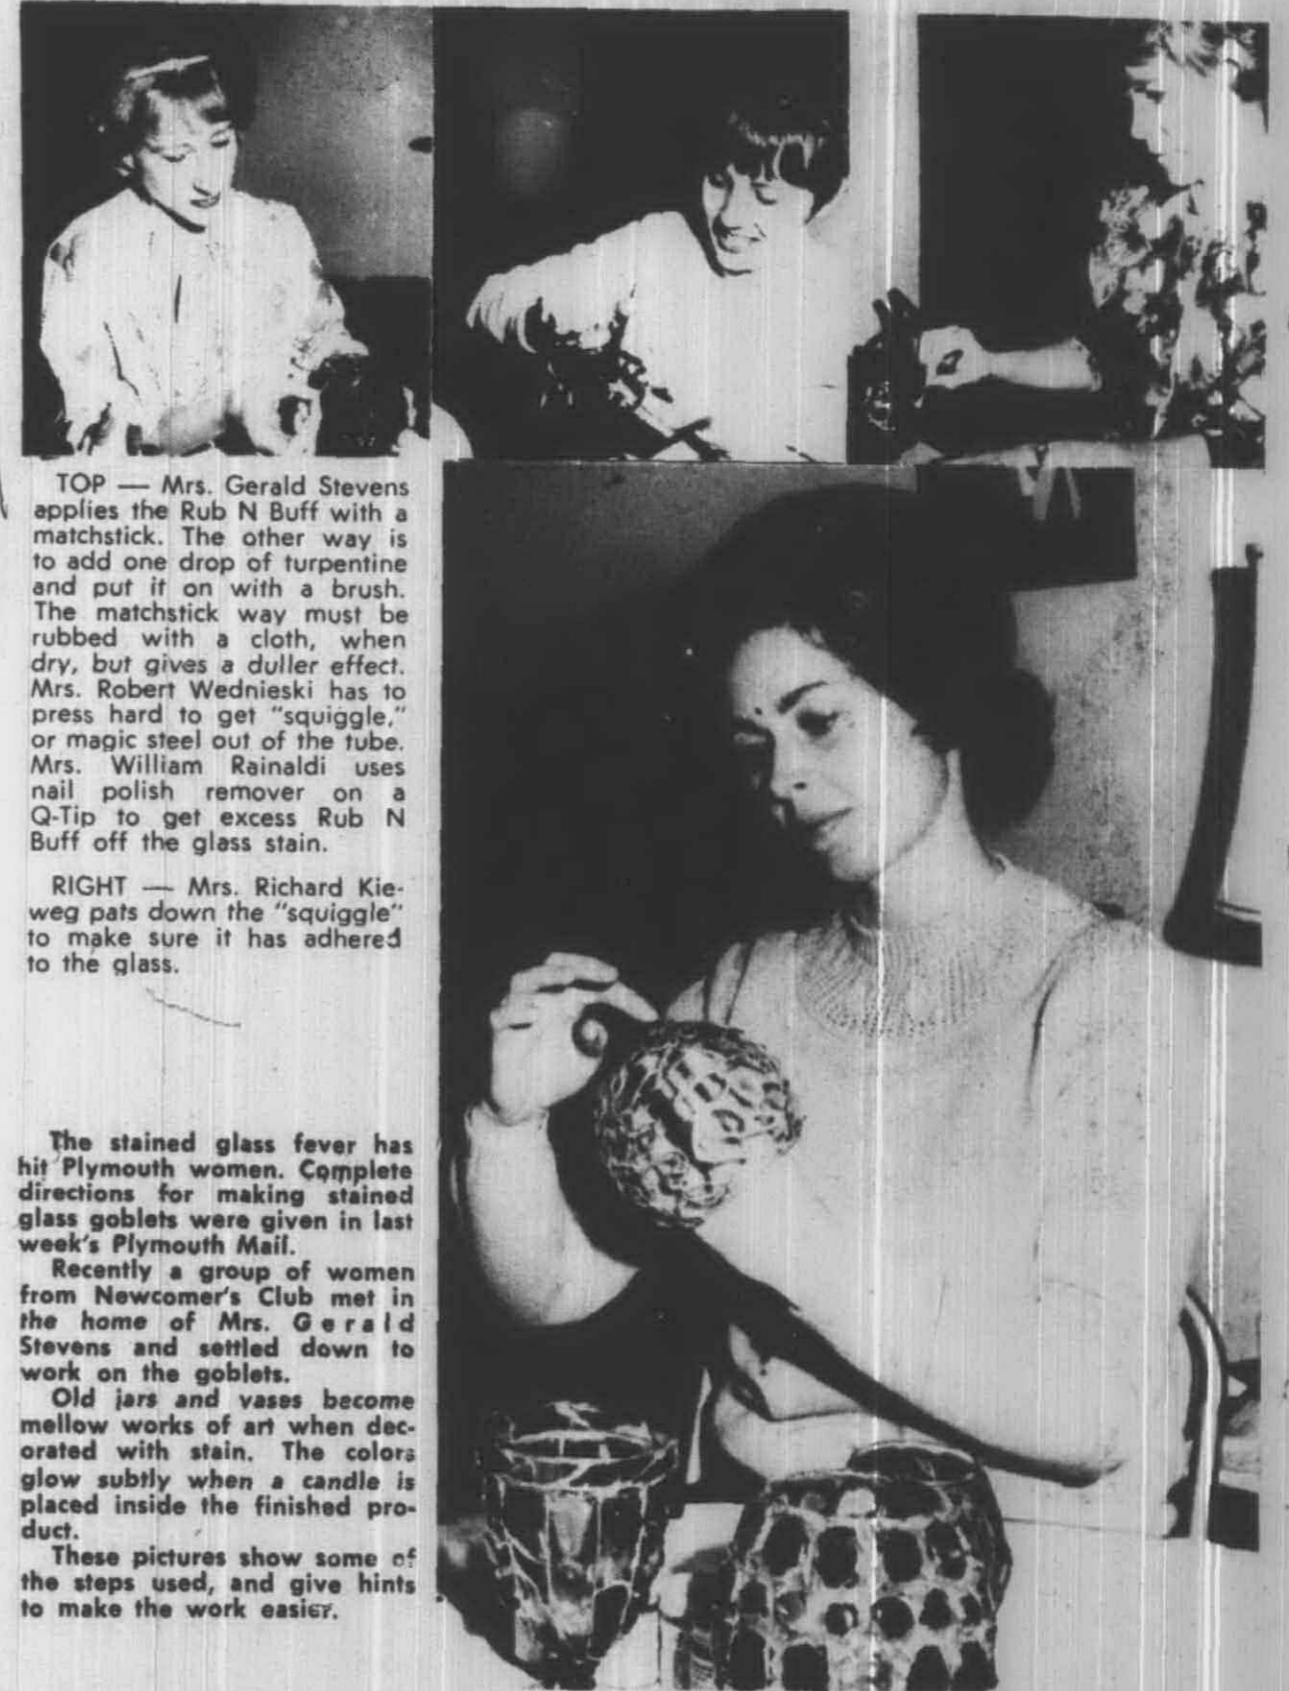 TOP — Mrs. Gerald Stevens
applies the Rub N Buff with a
matchstick. The other way is
to add one drop of turpentine
and put it on with a brush.
The matchstick way must be
rubbed with a cloth, when
dry, but gives a duller effect.
Mrs. Robert Wednieski has to
press hard to get "squiggle,"
or magic steel out of the tube.
Mrs. William Rainaldi uses
nail polish remover on a
Q-Tip to get excess Rub N
Buff off the glass stain.
RIGHT — Mrs. Richard Kie-
weg pats down the "squiggle"
to make sure it has adhered
to the glass.
The stained glass fever has
hit Plymouth women. Complete
directions for making stained
glass goblets were given in last
week's Plymouth Mail.
Recently a group of women
from Newcomer's Club met in
the home of Mrs. Gerald
Stevens and settled down to
work on the goblets.
Old jars and vases become
mellow works of art when dec-
orated with stain. The colors
glow subtly when a candle is
placed inside the finished pro-
duct.
These pictures show some of
the steps used, and give hints
to make the work easier.